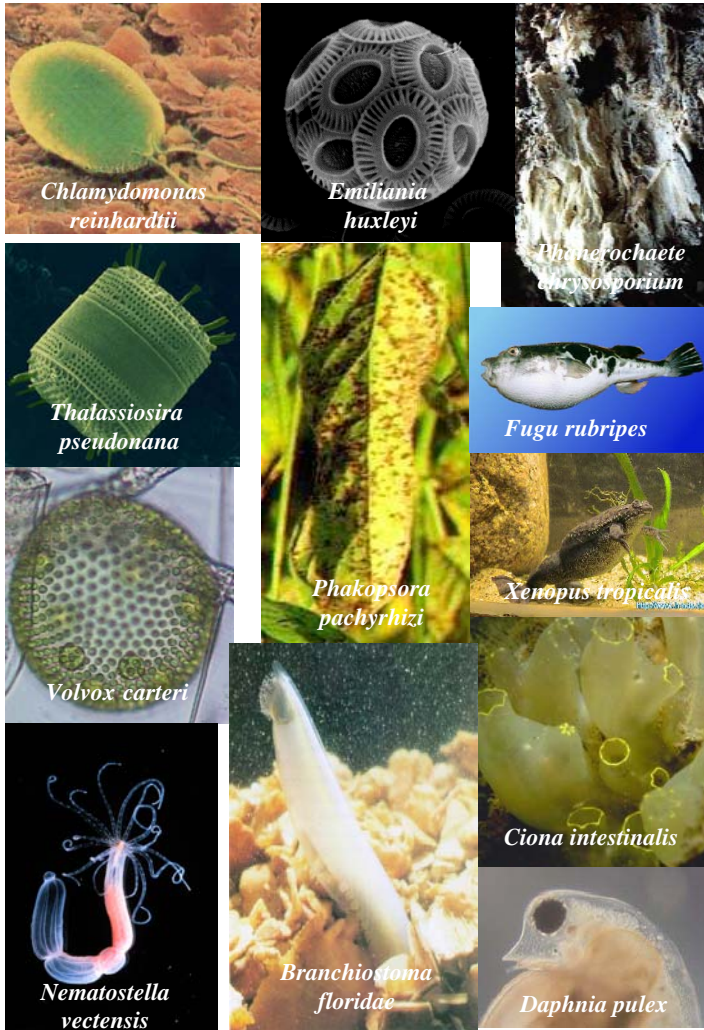 Chlamydomonas
reinhardtii
Emiliania
huxleyi
Phanerochaete
chrysosporium
Thalassiosira
pseudonana
Fugu rubripes
Phakopsora
pachyrhizi
Xenopus tropicalis
Volvox carteri
Ciona intestinalis
Nematostella
vectensis
Branchiostoma
floridae
Daphnia pulex